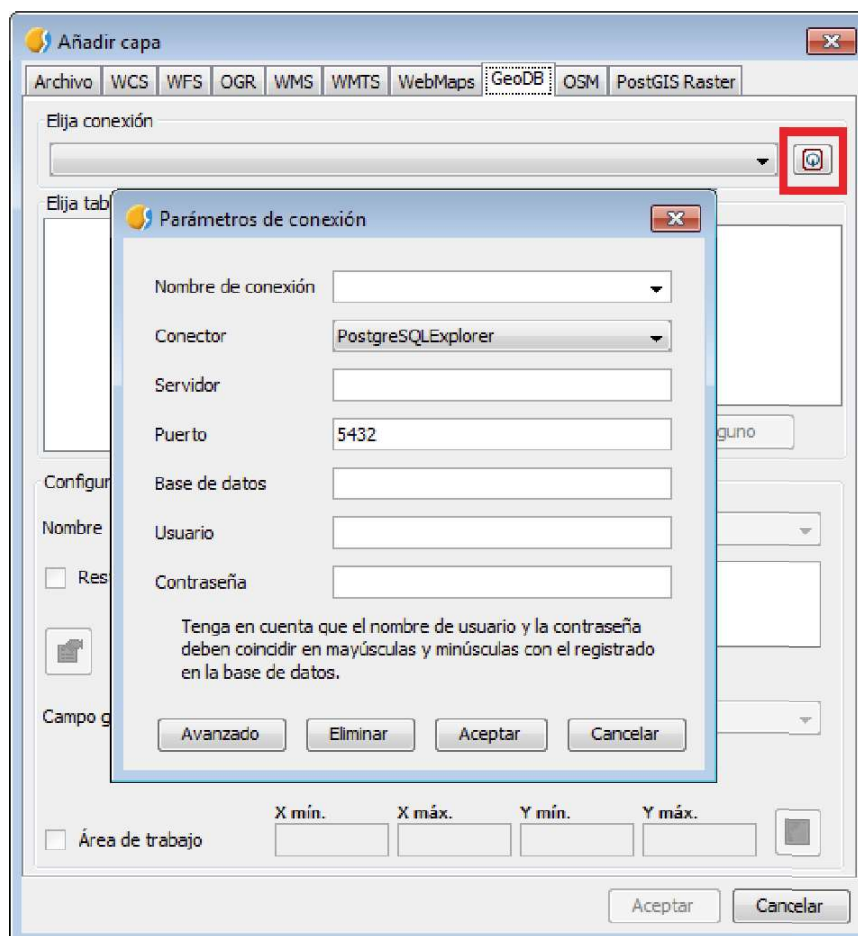 Añadir capa
Archivo WCS WFS OGR WMS WMTS WebMaps GeoDB OSM PostGIS Raster
Elija conexión
Elija tab
Parámetros de conexión
Nombre de conexión
Conector PostgreSQLExplorer
Servidor
Puerto 5432
guno
Base de datos
Configur
Nombre
Usuario
Res
Contraseña
Tenga en cuenta que el nombre de usuario y la contraseña
deben coincidir en mayúsculas y minúsculas con el registrado
en la base de datos.
Campo g
Avanzado Eliminar Aceptar Cancelar
X mín. X máx. Y mín. Y máx.
Área de trabajo
Aceptar Cancelar